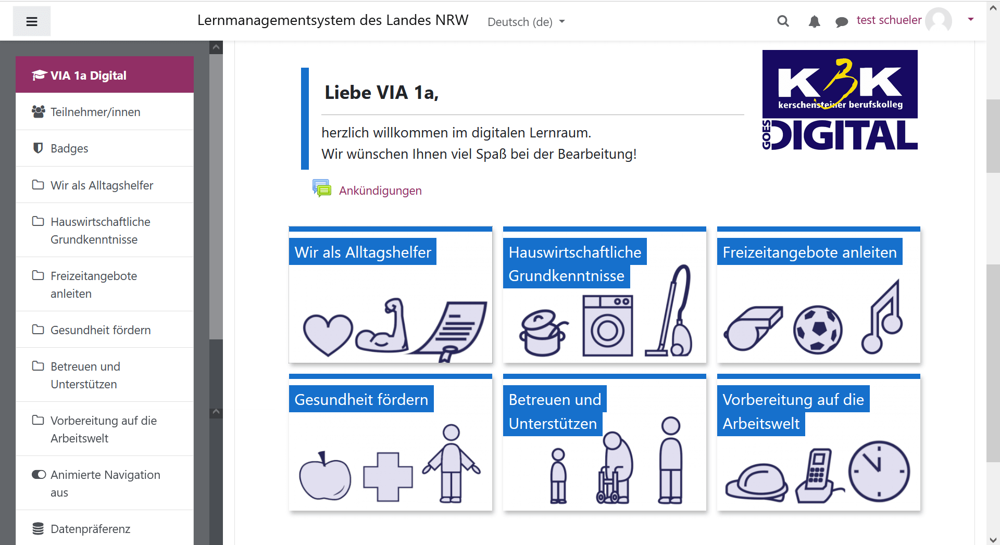 Lernmanagementsystem des Landes NRW
Deutsch (de)
test schueler
VIA 1a Digital
Teilnehmer/innen
Badges
Wir als Alltagshelfer
Hauswirtschaftliche
Grundkenntnisse
Freizeitangebote
anleiten
Gesundheit fördern
Betreuen und
Unterstützen
Vorbereitung auf die
Arbeitswelt
Animierte Navigation
aus
Datenpräferenz
Liebe VIA 1a,
herzlich willkommen im digitalen Lernraum.
Wir wünschen Ihnen viel Spaß bei der Bearbeitung!
K3K
kerschensteiner berufskolleg
GOES
DIGITAL
Ankündigungen
Wir als Alltagshelfer
Hauswirtschaftliche
Grundkenntnisse
Freizeitangebote anleiten
Gesundheit fördern
Betreuen und
Unterstützen
Vorbereitung auf die
Arbeitswelt